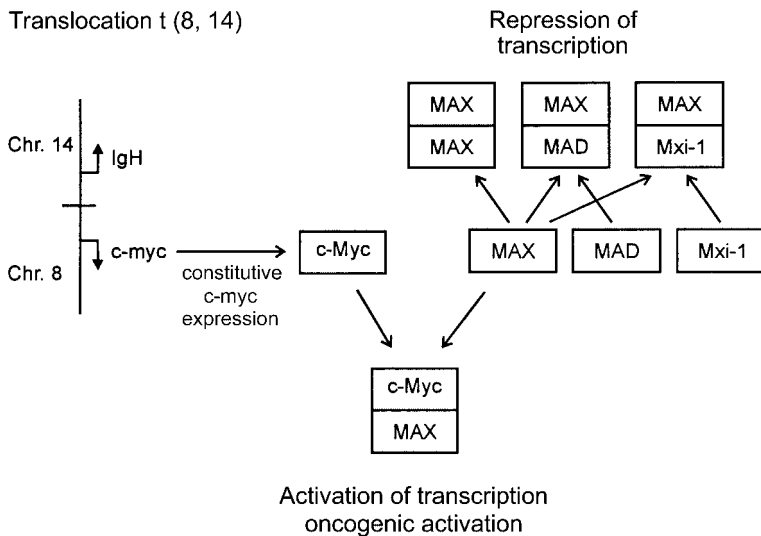 Translocation t (8, 14)
Repression of
transcription
MAX
MAX
MAX
MAX
MAD
Mxi-1
Chr. 14
IgH
c-myc
Chr. 8
constitutive
c-myc
expression
c-Myc
MAX
MAD
Mxi-1
c-Myc
MAX
Activation of transcription
oncogenic activation